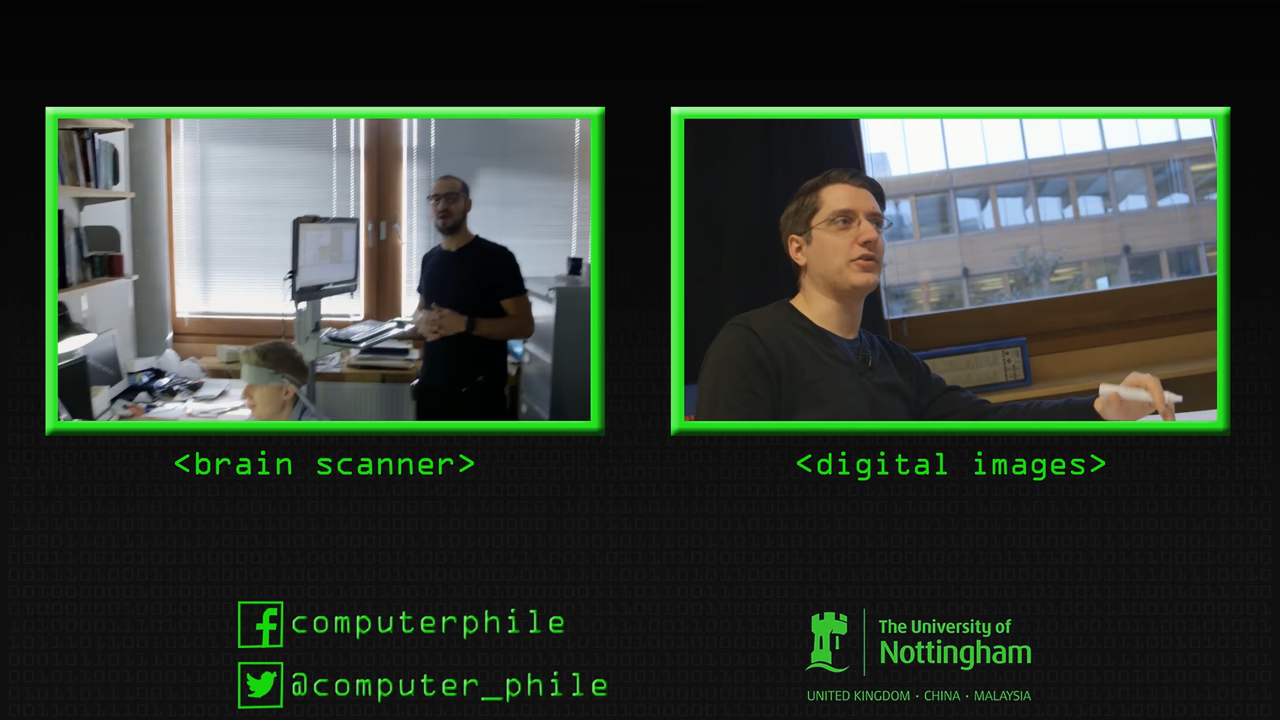 <brain scanner>
<digital images>
computerphile
@computer_phile
The University of
Nottingham
UNITED KINGDOM · CHINA · MALAYSIA